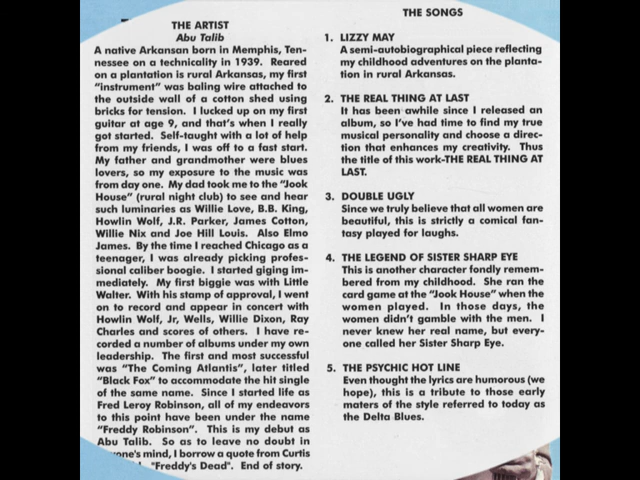 THE ARTIST
Abu Talib
A native Arkansan born in Memphis, Ten-
nessee on a technicality in 1939. Reared
on a plantation is rural Arkansas, my first
"instrument" was baling wire attached to
the outside wall of a cotton shed using
bricks for tension. I lucked up on my first
guitar at age 9, and that's when I really
got started. Self-taught with a lot of help
from my friends, I was off to a fast start.
My father and grandmother were blues
lovers, so my exposure to the music was
from day one. My dad took me to the "Jook
House" (rural night club) to see and hear
such luminaries as Willie Love, B.B. King,
Howlin Wolf, J.R. Parker, James Cotton,
Willie Nix and Joe Hill Louis. Also Elmo
James. By the time I reached Chicago as a
teenager, I was already picking profes-
sional caliber boogie. I started giging im-
mediately. My first biggie was with Little
Walter. With his stamp of approval, I went
on to record and appear in concert with
Howlin Wolf, Jr, Wells, Willie Dixon, Ray
Charles and scores of others. I have re-
corded a number of albums under my own
leadership. The first and most successful
was "The Coming Atlantis", later titled
"Black Fox" to accommodate the hit single
of the same name. Since I started life as
Fred Leroy Robinson, all of my endeavors
to this point have been under the name
"Freddy Robinson". This is my debut as
Abu Talib. So as to leave no doubt in
one's mind, I borrow a quote from Curtis
"Freddy's Dead". End of story.
THE SONGS
1. LIZZY MAY
A semi-autobiographical piece reflecting
my childhood adventures on the planta-
tion in rural Arkansas.
2. THE REAL THING AT LAST
It has been awhile since I released an
album, so I've had time to find my true
musical personality and choose a direc-
tion that enhances my creativity. Thus
the title of this work-THE REAL THING AT
LAST.
3. DOUBLE UGLY
Since we truly believe that all women are
beautiful, this is strictly a comical fan-
tasy played for laughs.
4. THE LEGEND OF SISTER SHARP EYE
This is another character fondly remem-
bered from my childhood. She ran the
card game at the "Jook House" when the
women played. In those days, the
women didn't gamble with the men. I
never knew her real name, but every-
one called her Sister Sharp Eye.
5. THE PSYCHIC HOT LINE
Even thought the lyrics are humorous (we
hope), this is a tribute to those early
maters of the style referred to today as
the Delta Blues.